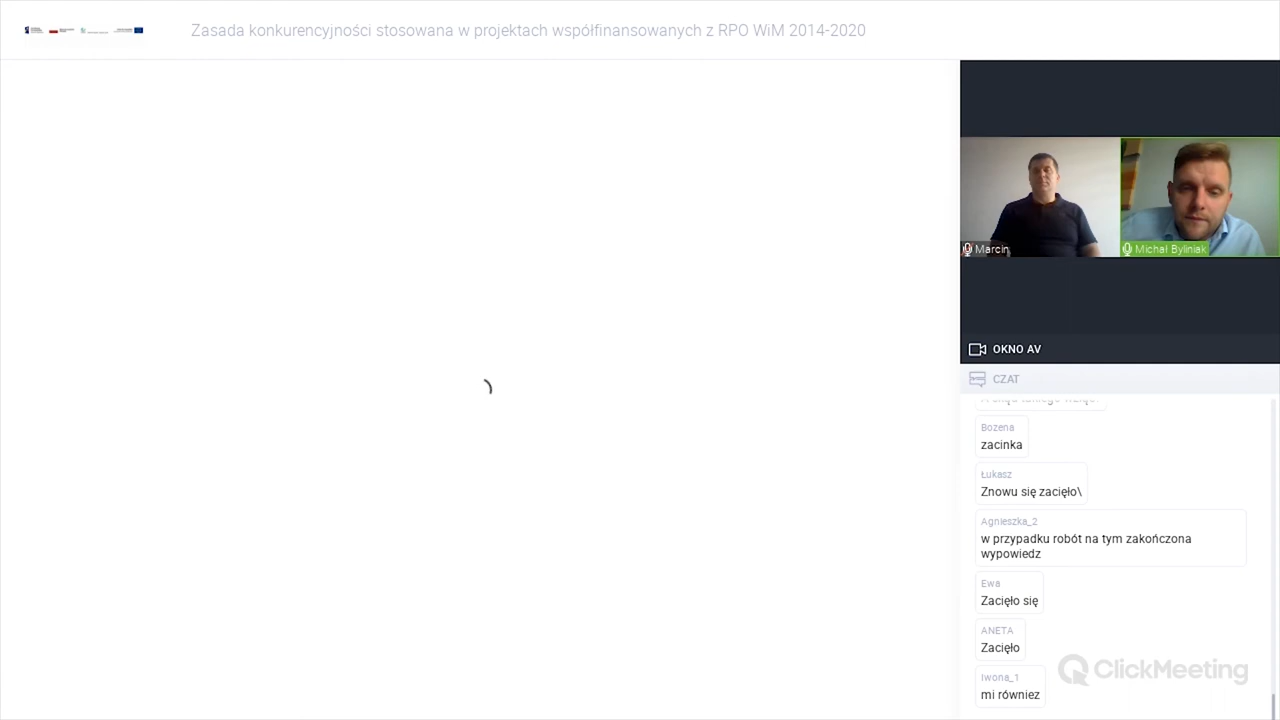 Zasada konkurencyjności stosowana w projektach współfinansowanych z RPO WiM 2014-2020
Marcin
Michał Byliniak
OKNO AV
CZAT
Bozena
zacinka
Łukasz
Znowu się zacięło\
Agnieszka_2
w przypadku robót na tym zakończona
wypowiedz
Ewa
Zacięło się
ANETA
Zacięło
Iwona_1
mi równiez
ClickMeeting